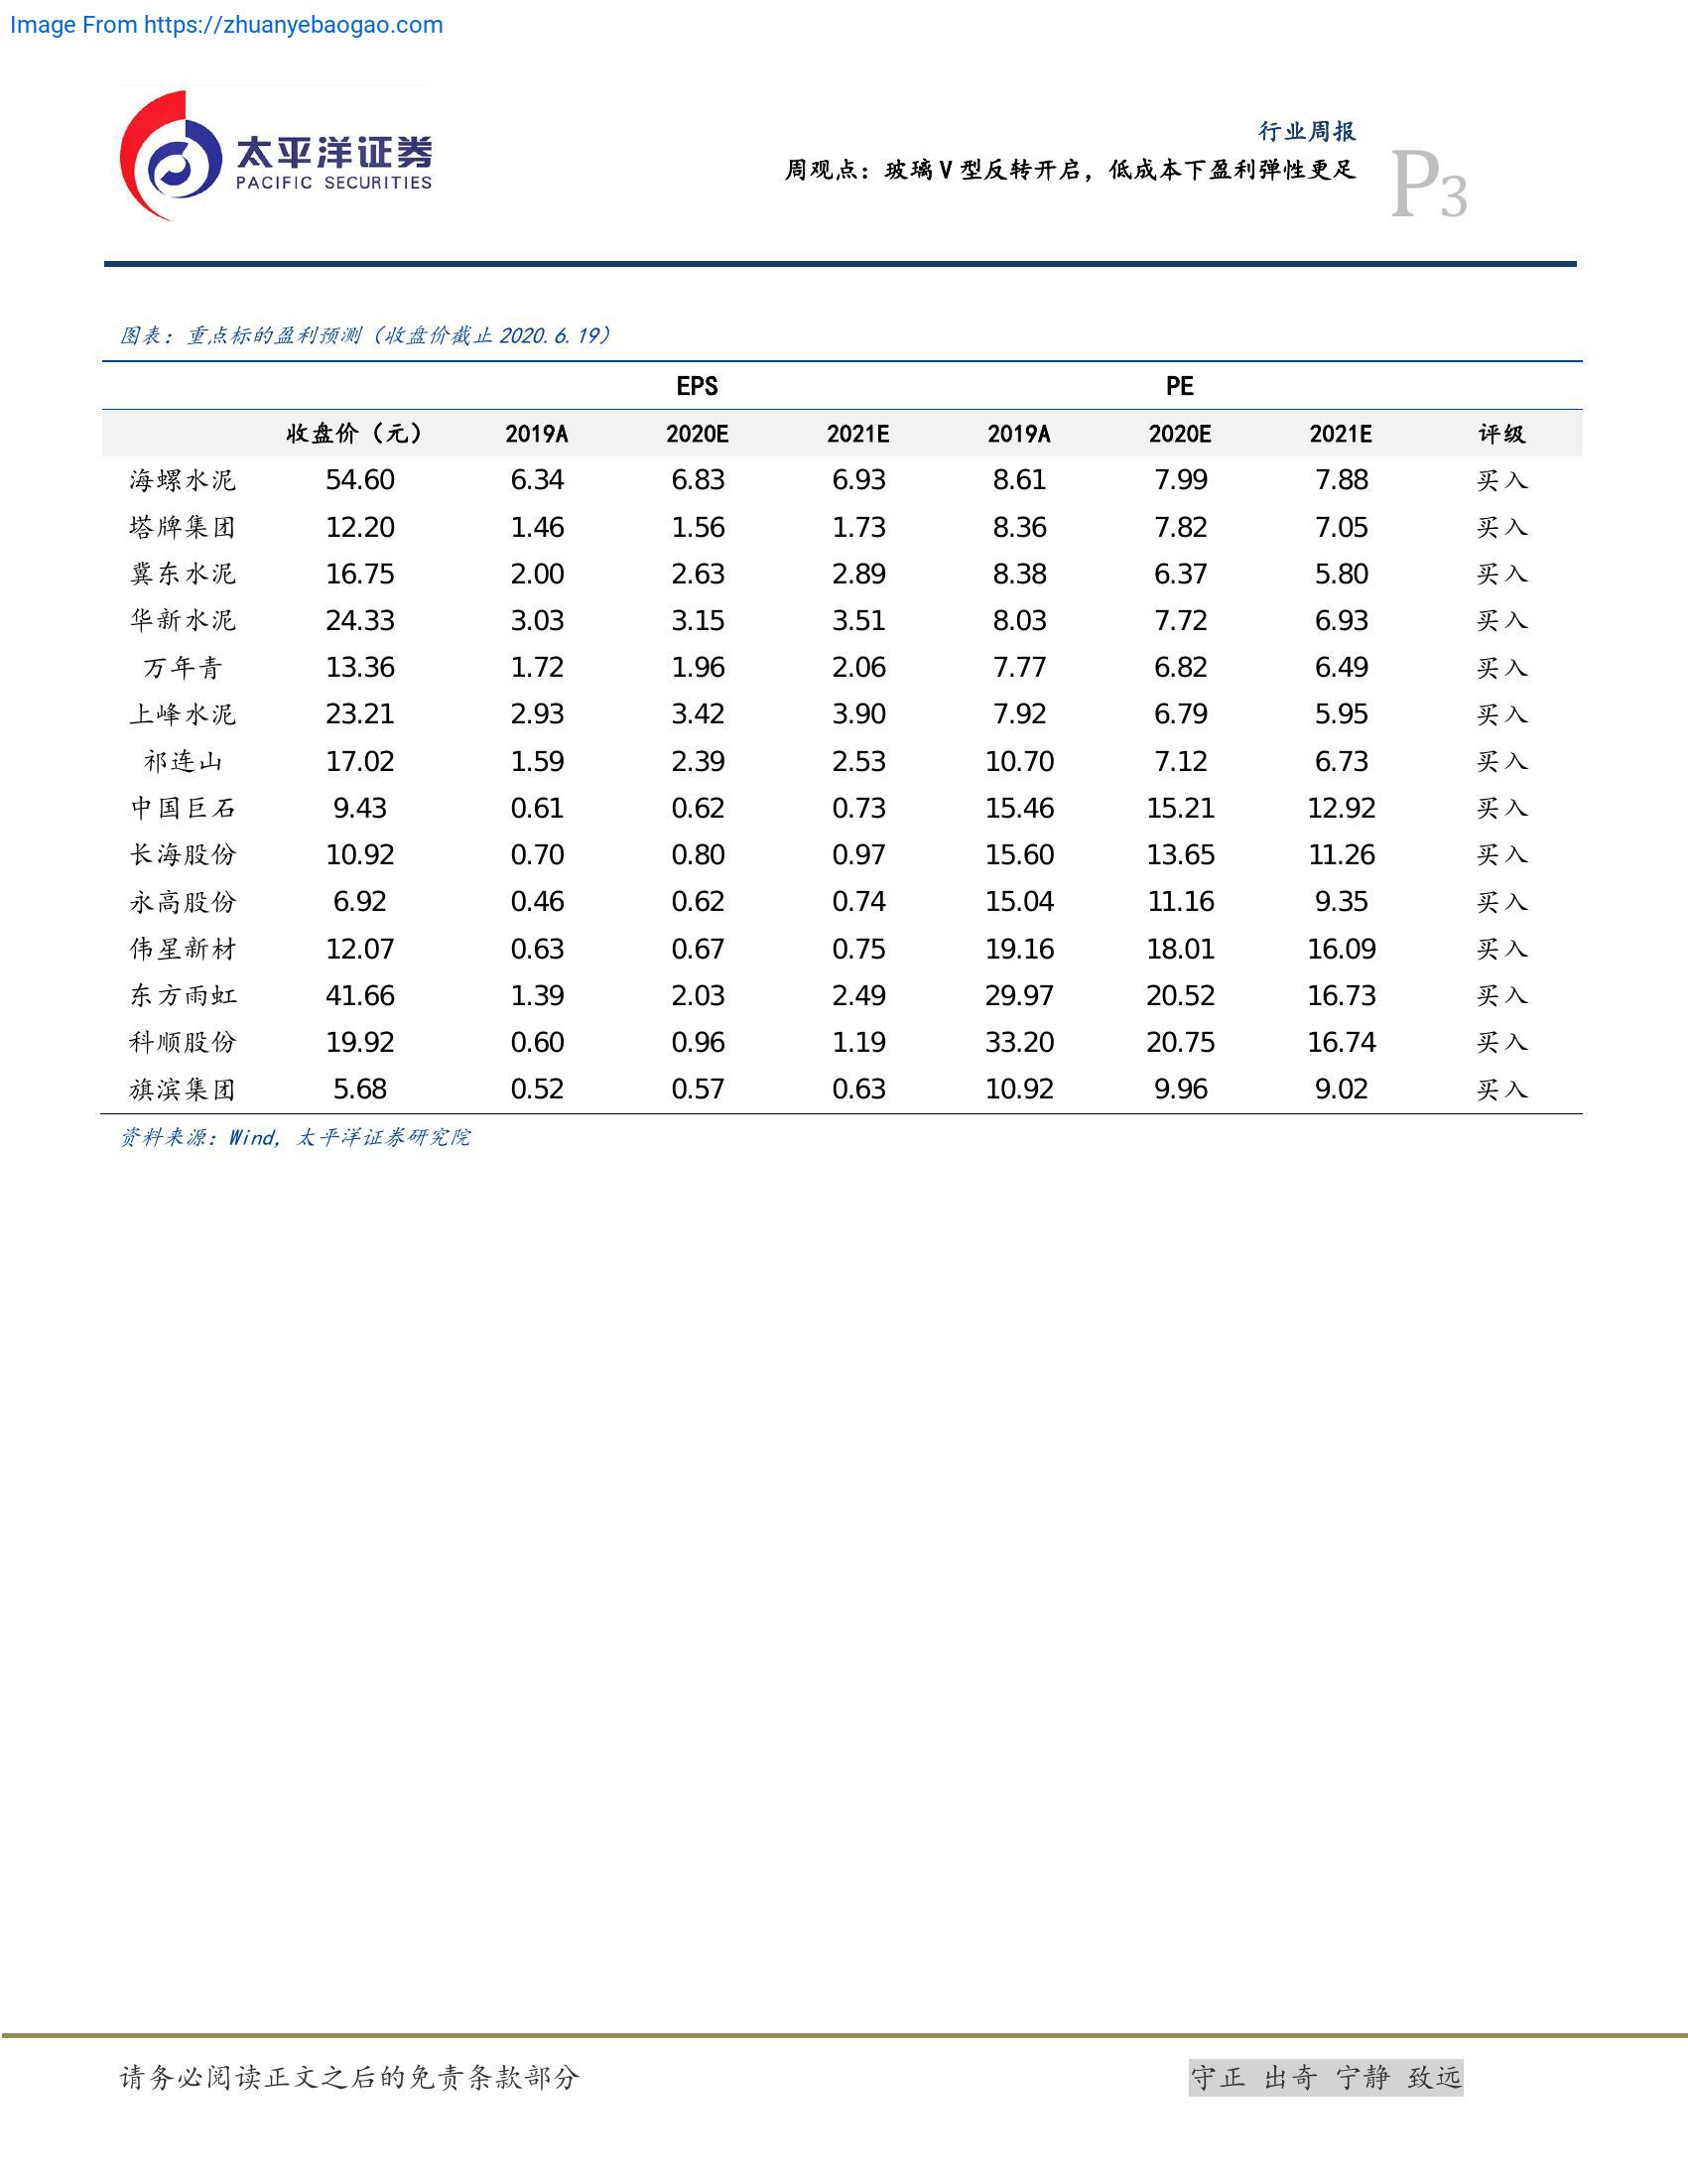 Image From https://zhuanyebaogao.com
太平洋证券
PACIFIC SECURITIES
行业周报
周观点：玻璃V型反转开启，低成本下盈利弹性更足
P3
图表：重点标的盈利预测（收盘价截止2020.6.19）
EPS PE
收盘价（元） 2019A 2020E 2021E 2019A 2020E 2021E 评级
海螺水泥 54.60 6.34 6.83 6.93 8.61 7.99 7.88 买入
塔牌集团 12.20 1.46 1.56 1.73 8.36 7.82 7.05 买入
冀东水泥 16.75 2.00 2.63 2.89 8.38 6.37 5.80 买入
华新水泥 24.33 3.03 3.15 3.51 8.03 7.72 6.93 买入
万年青 13.36 1.72 1.96 2.06 7.77 6.82 6.49 买入
上峰水泥 23.21 2.93 3.42 3.90 7.92 6.79 5.95 买入
祁连山 17.02 1.59 2.39 2.53 10.70 7.12 6.73 买入
中国巨石 9.43 0.61 0.62 0.73 15.46 15.21 12.92 买入
长海股份 10.92 0.70 0.80 0.97 15.60 13.65 11.26 买入
永高股份 6.92 0.46 0.62 0.74 15.04 11.16 9.35 买入
伟星新材 12.07 0.63 0.67 0.75 19.16 18.01 16.09 买入
东方雨虹 41.66 1.39 2.03 2.49 29.97 20.52 16.73 买入
科顺股份 19.92 0.60 0.96 1.19 33.20 20.75 16.74 买入
旗滨集团 5.68 0.52 0.57 0.63 10.92 9.96 9.02 买入
资料来源：Wind，太平洋证券研究院
请务必阅读正文之后的免责条款部分
守正 出奇 宁静 致远